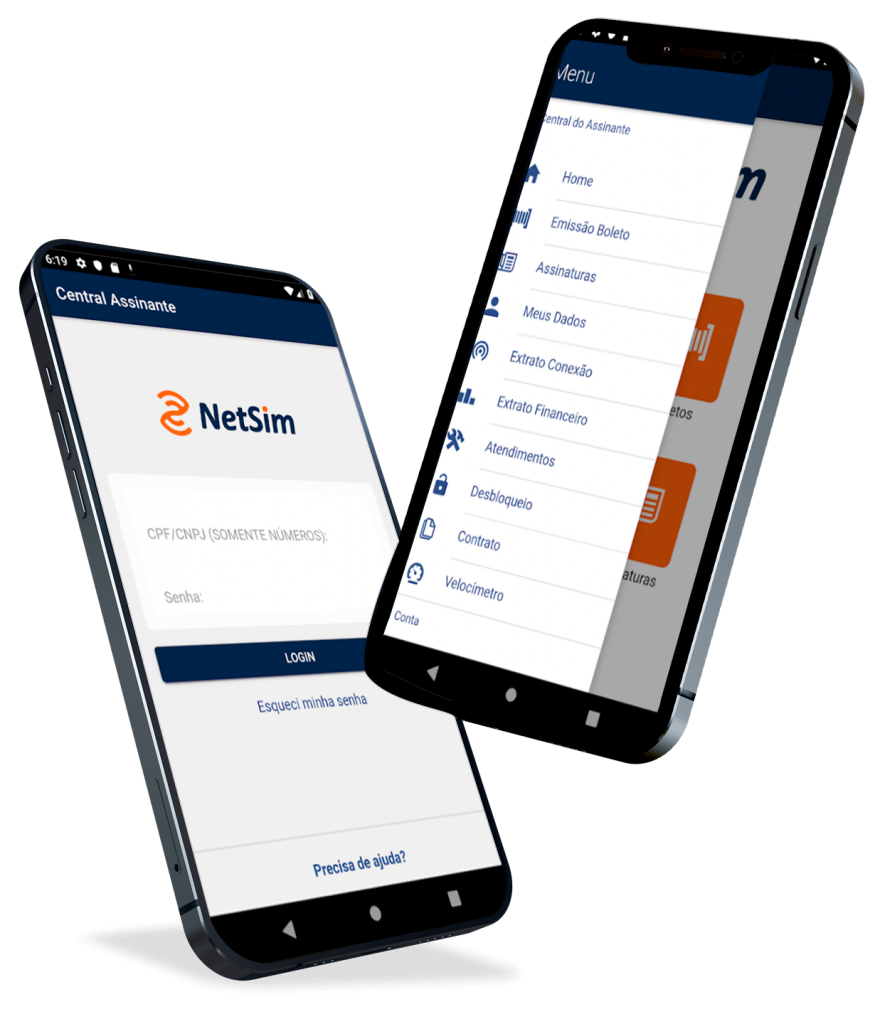 6:19
Central Assinante
NetSim
CPF/CNPJ (SOMENTE NÚMEROS):
Senha:
LOGIN
Esqueci minha senha
Precisa de ajuda?
Menu
Central do Assinante
Home
Emissão Boleto
Assinaturas
Meus Dados
Extrato Conexão
Extrato Financeiro
Atendimentos
Desbloqueio
Contrato
Velocímetro
Conta
m
etos
aturas